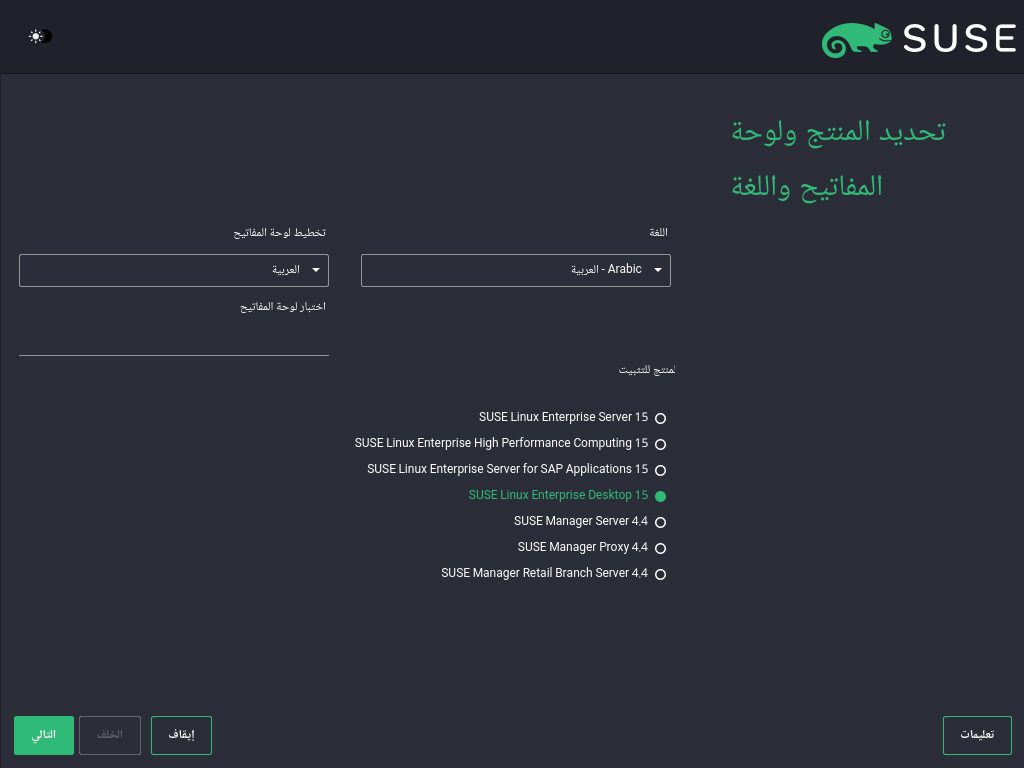 SUSE
تحديد المنتج ولوحة
المفاتيح واللغة
اللغة
تخطيط لوحة المفاتيح
Arabic - العربية
العربية
اختبار لوحة المفاتيح
لمنتج للتثبيت
SUSE Linux Enterprise Server 15
SUSE Linux Enterprise High Performance Computing 15
SUSE Linux Enterprise Server for SAP Applications 15
SUSE Linux Enterprise Desktop 15
SUSE Manager Server 4.4
SUSE Manager Proxy 4.4
SUSE Manager Retail Branch Server 4.4
تعليمات
إيقاف
الخلف
التالي